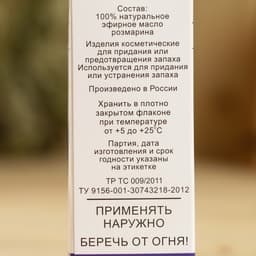 Состав:
100% натуральное
эфирное масло
розмарина
Изделия косметические
для придания или
предотвращения запаха
Используется для придания
или устранения запаха
Произведено в России
Хранить в плотно
закрытом флаконе
при температуре
от +5 до +25°С
Партия, дата
изготовления и срок
годности указаны
на этикетке
ТР ТС 009/2011
ТУ 9156-001-30743218-2012
ПРИМЕНЯТЬ
НАРУЖНО
БЕРЕЧЬ ОТ ОГНЯ!